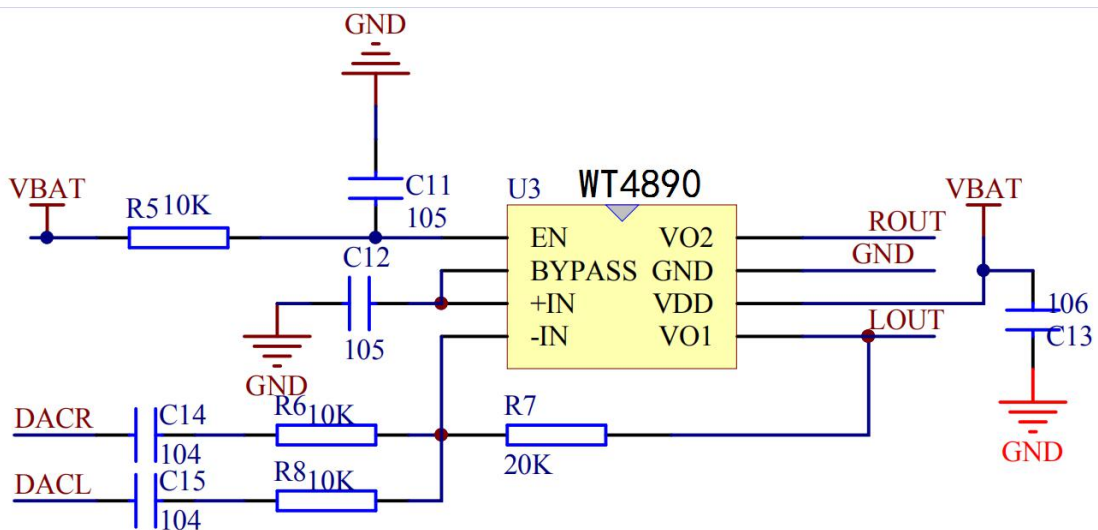 GND
VBAT
R5 10K
C11
105
U3
WT4890
VBAT
EN
VO2
ROUT
C12
105
BYPASS
GND
GND
+IN
VDD
-IN
VO1
LOUT
106
C13
GND
GND
DACR
C14
104
R6 10K
R7
20K
DACL
C15
104
R8 10K